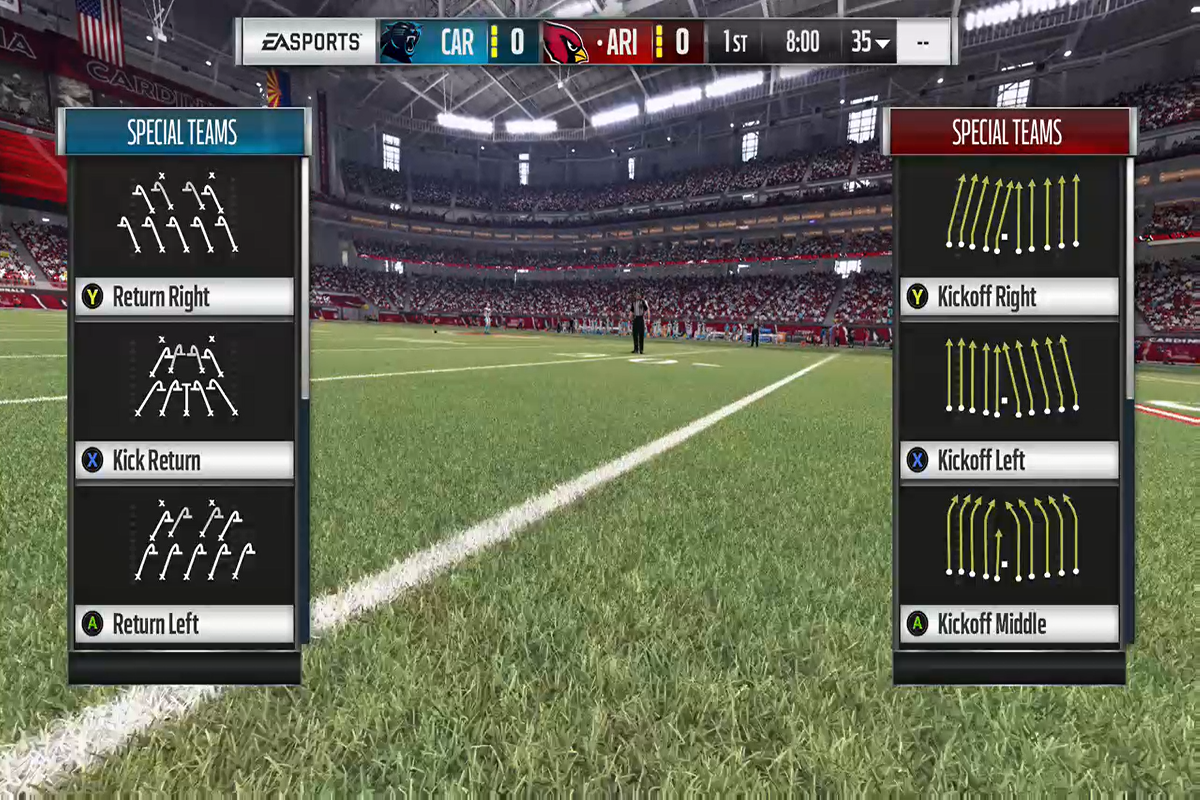 EA SPORTS CAR 0 · ARI 0 1ST 8:00 35 --
CARDINALS
SPECIAL TEAMS
SPECIAL TEAMS
Y Return Right
Y Kickoff Right
X Kick Return
X Kickoff Left
A Return Left
A Kickoff Middle